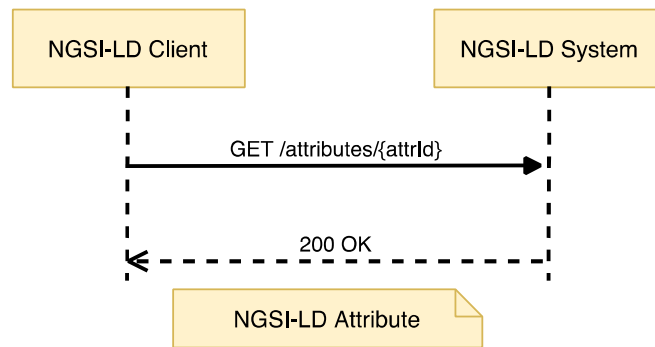 NGSI-LD Client
NGSI-LD System
GET /attributes/{attrId}
200 OK
NGSI-LD Attribute